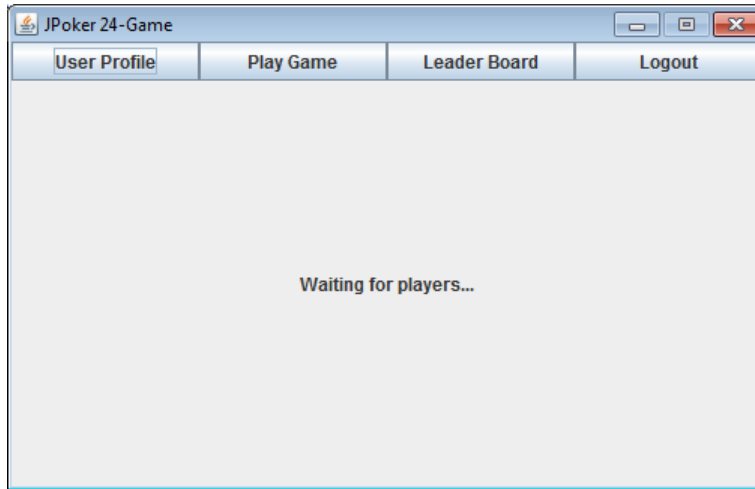 JPoker 24-Game
User Profile Play Game Leader Board Logout
Waiting for players...